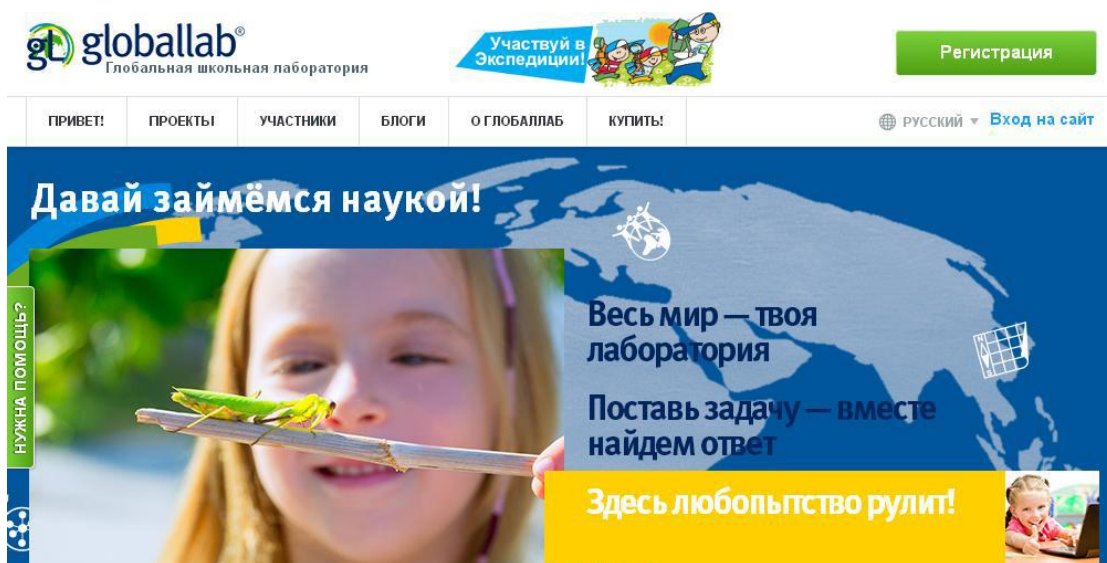 globallab®
Глобальная школьная лаборатория
Участвуй в
Экспедиции!
Регистрация
ПРИВЕТ!
ПРОЕКТЫ
УЧАСТНИКИ
БЛОГИ
О ГЛОБАЛЛАБ
КУПИТЬ!
РУССКИЙ
Вход на сайт
Давай займёмся наукой!
НУЖНА ПОМОЩЬ?
Весь мир — твоя
лаборатория
Поставь задачу — вместе
найдем ответ
Здесь любопытство рулит!